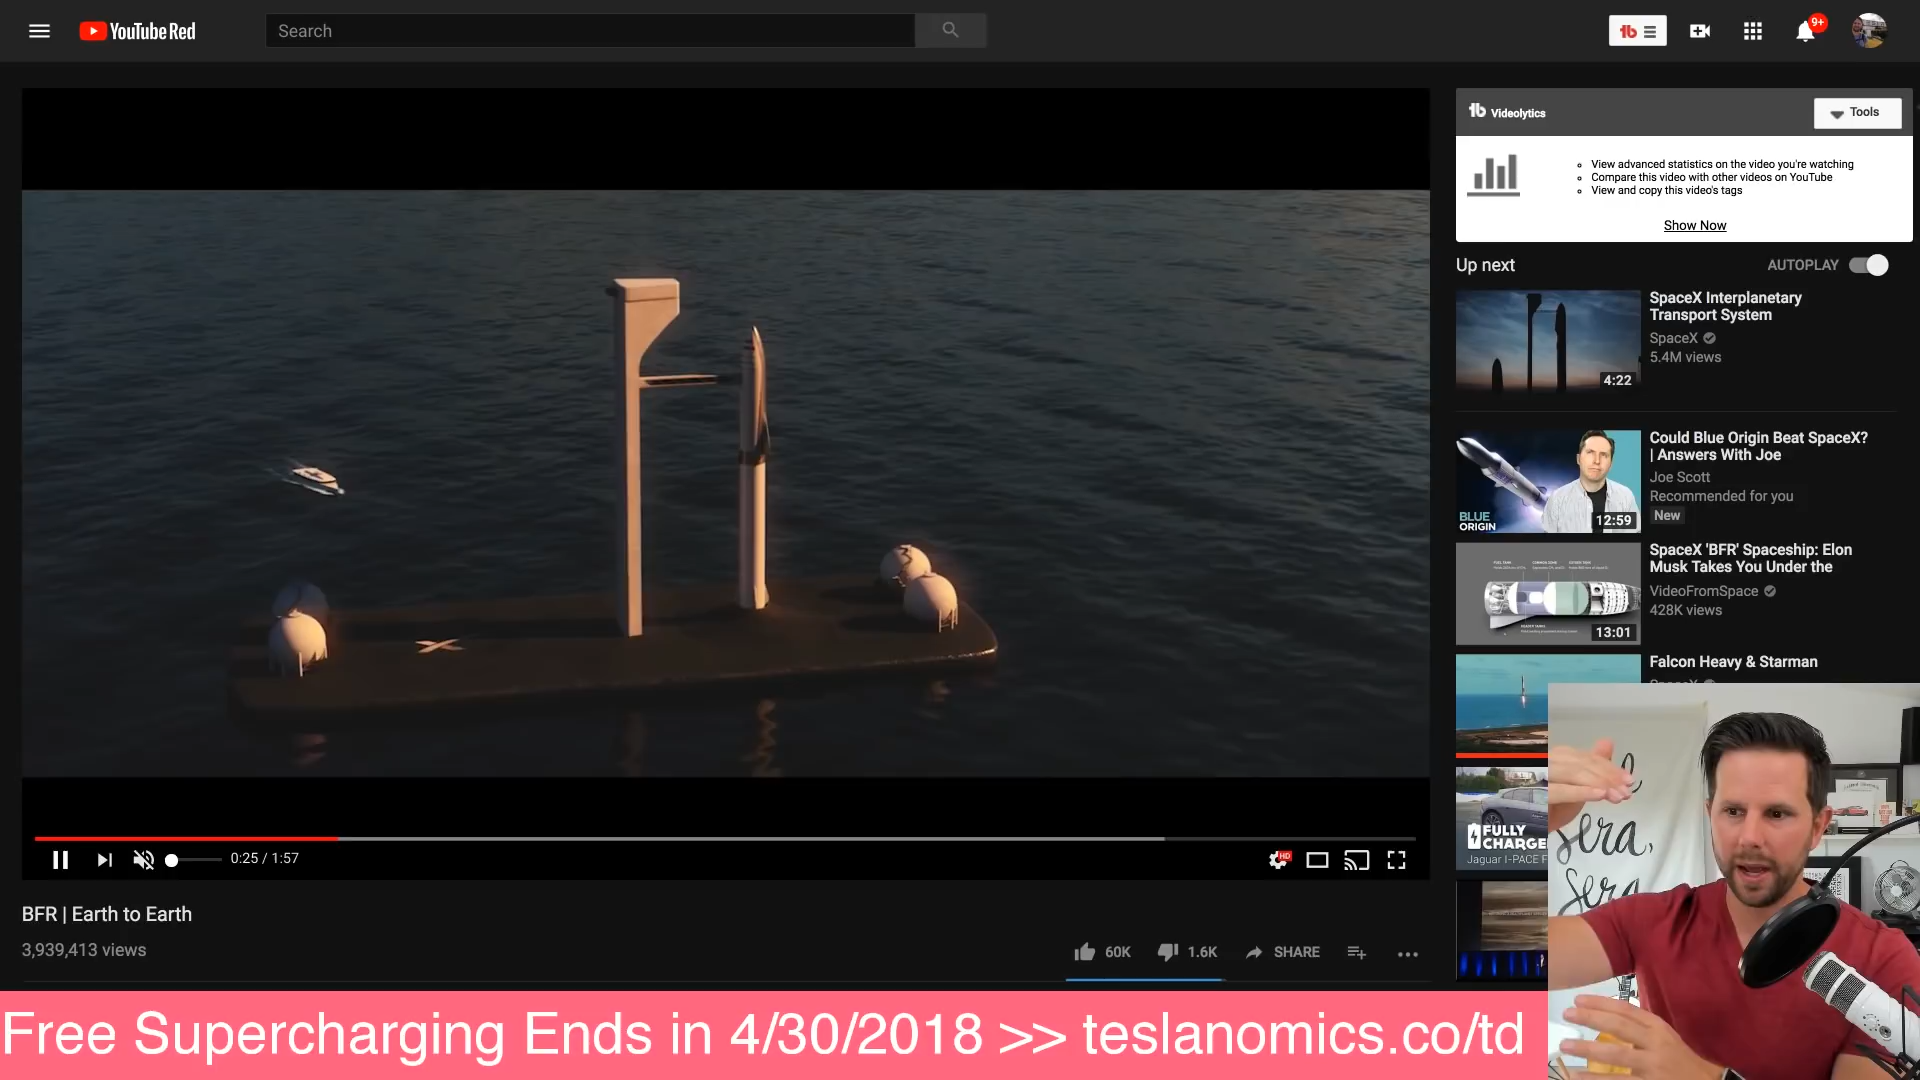 YouTube Red
Search
9+
Videolytics
Tools
View advanced statistics on the video you're watching
Compare this video with other videos on YouTube
View and copy this video's tags
Show Now
Up next
AUTOPLAY
SpaceX Interplanetary
Transport System
SpaceX
5.4M views
4:22
Could Blue Origin Beat SpaceX?
| Answers With Joe
Joe Scott
Recommended for you
New
BLUE
ORIGIN
12:59
SpaceX 'BFR' Spaceship: Elon
Musk Takes You Under the
VideoFromSpace
428K views
13:01
Falcon Heavy & Starman
SpaceX
FULLY
CHARGE
Jaguar I-PACE F
sera,
sera
0:25 / 1:57
HD
BFR | Earth to Earth
3,939,413 views
60K
1.6K
SHARE
Free Supercharging Ends in 4/30/2018 >> teslanomics.co/td